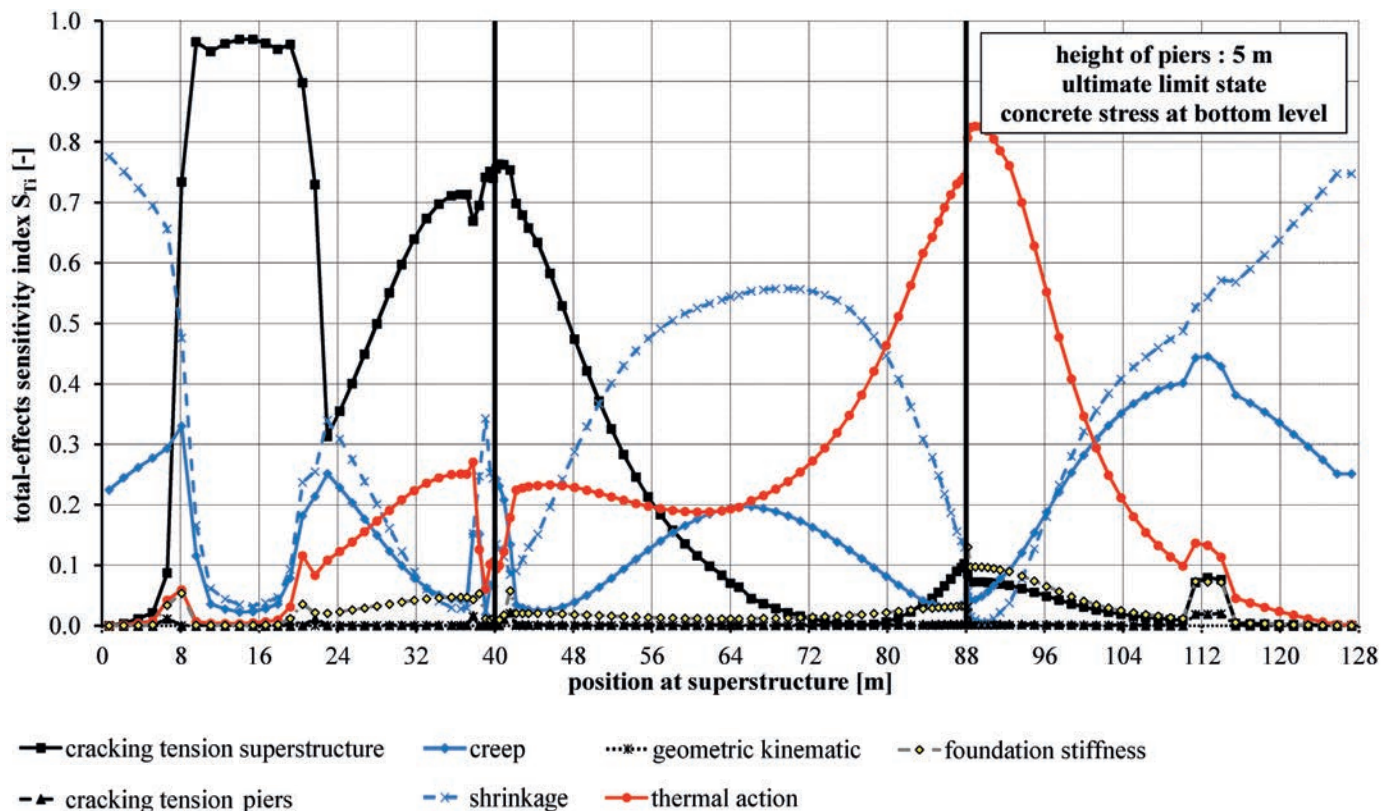 height of piers : 5 m
ultimate limit state
concrete stress at bottom level
total-effects sensitivity index S_Ti [-]
1.0
0.9
0.8
0.7
0.6
0.5
0.4
0.3
0.2
0.1
0.0
0 8 16 24 32 40 48 56 64 72 80 88 96 104 112 120 128
position at superstructure [m]
cracking tension superstructure creep geometric kinematic foundation stiffness
cracking tension piers shrinkage thermal action